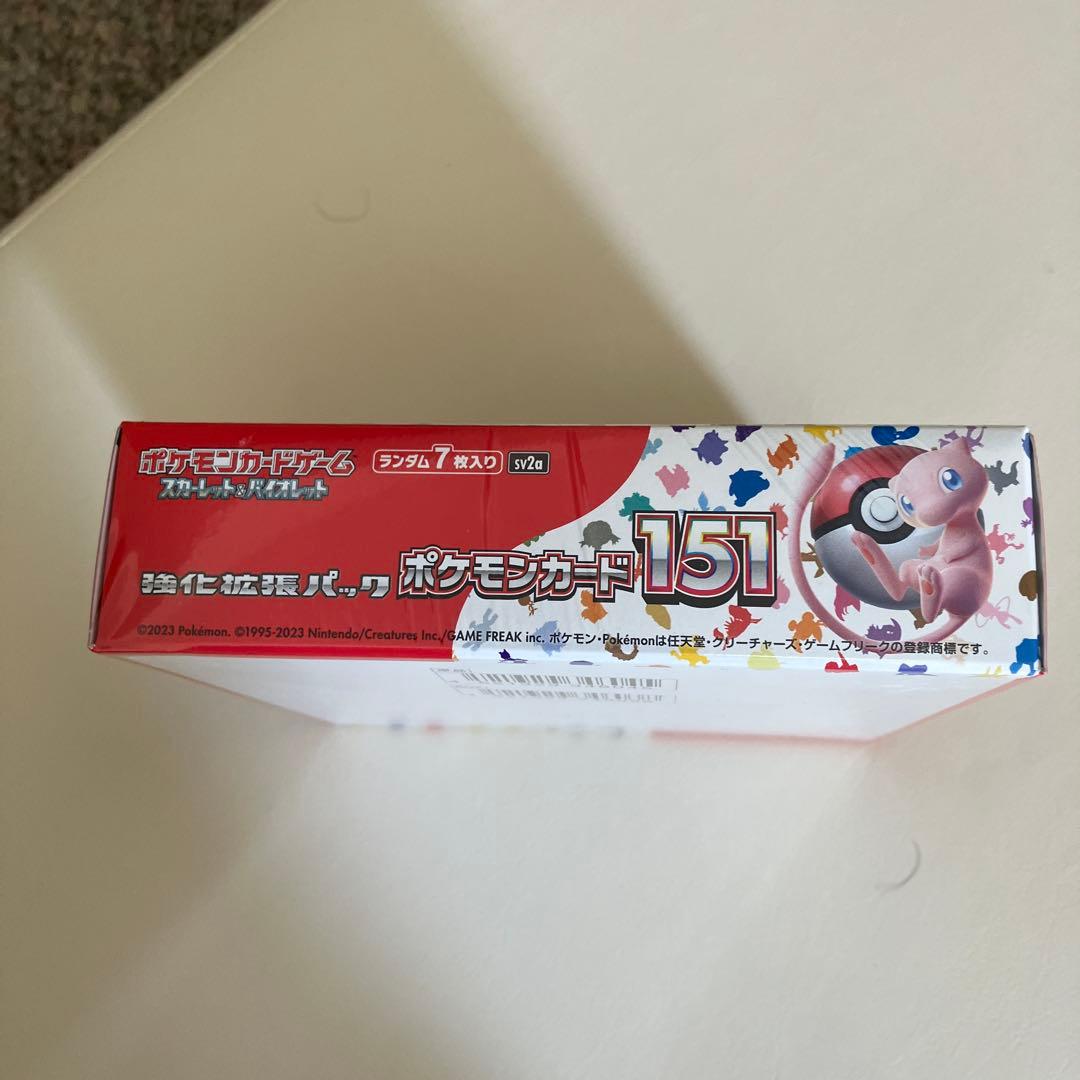 ポケモンカードゲーム
スカーレット&バイオレット
ランダム7枚入り
sv2a
強化拡張パック
ポケモンカード151
©2023 Pokémon. ©1995-2023 Nintendo/Creatures Inc./GAME FREAK inc. ポケモン・Pokémonは任天堂・クリーチャーズ・ゲームフリークの登録商標です。